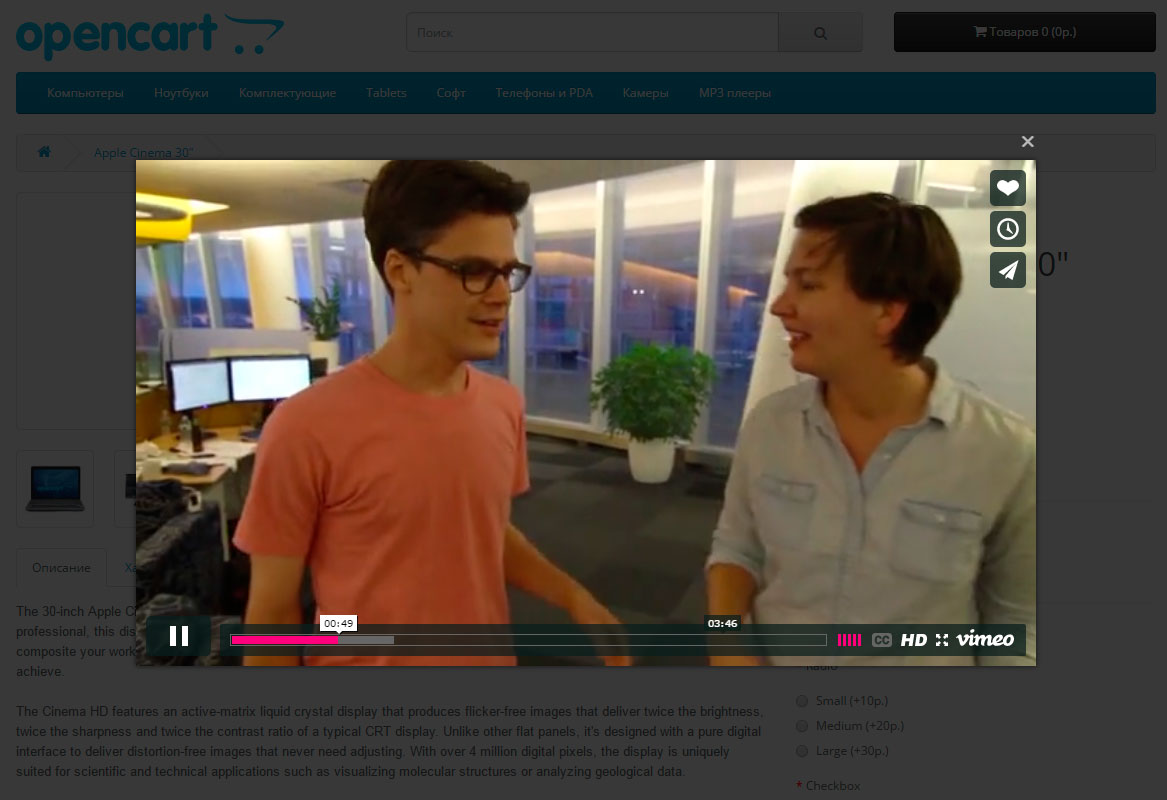 opencart
Поиск
Товаров 0 (0р.)
Компьютеры Ноутбуки Комплектующие Tablets Софт Телефоны и PDA Камеры MP3 плееры
Apple Cinema 30"
0"
Описание
Ха
The 30-inch Apple Ci
professional, this dis
composite your work
achieve.
00:49
03:46
CC HD vimeo
Radio
Small (+10р.)
Medium (+20р.)
Large (+30р.)
* Checkbox
The Cinema HD features an active-matrix liquid crystal display that produces flicker-free images that deliver twice the brightness,
twice the sharpness and twice the contrast ratio of a typical CRT display. Unlike other flat panels, it's designed with a pure digital
interface to deliver distortion-free images that never need adjusting. With over 4 million digital pixels, the display is uniquely
suited for scientific and technical applications such as visualizing molecular structures or analyzing geological data.